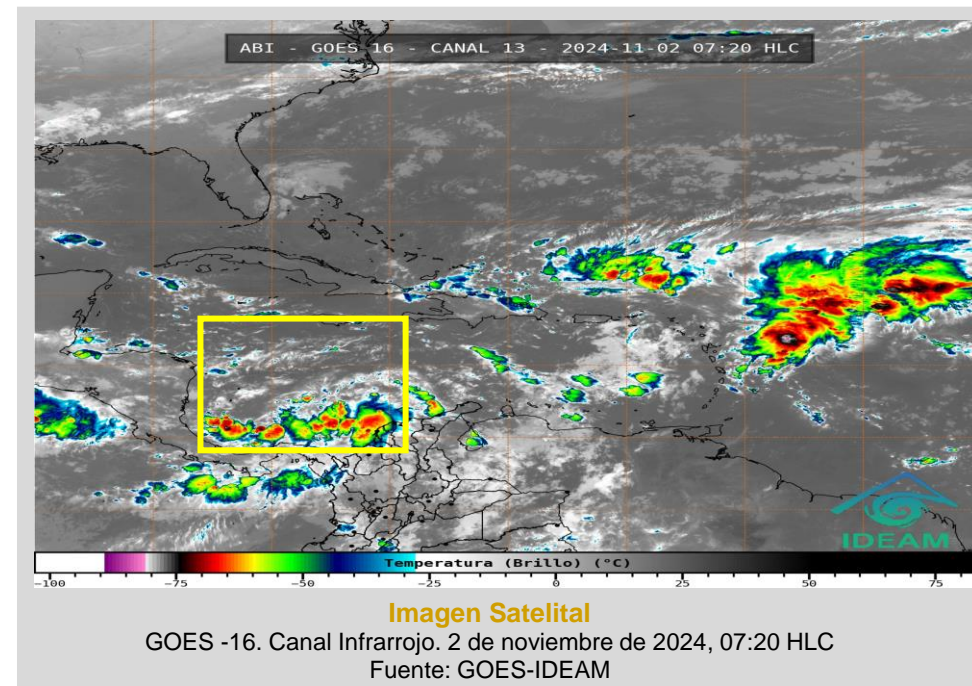 ABI - GOES 16 - CANAL 13 - 2024-11-02 07:20 HLC
IDEAM
Temperatura (Brillo) (°C)
-100 -75 -50 -25 0 25 50 75
Imagen Satelital
GOES -16. Canal Infrarrojo. 2 de noviembre de 2024, 07:20 HLC
Fuente: GOES-IDEAM